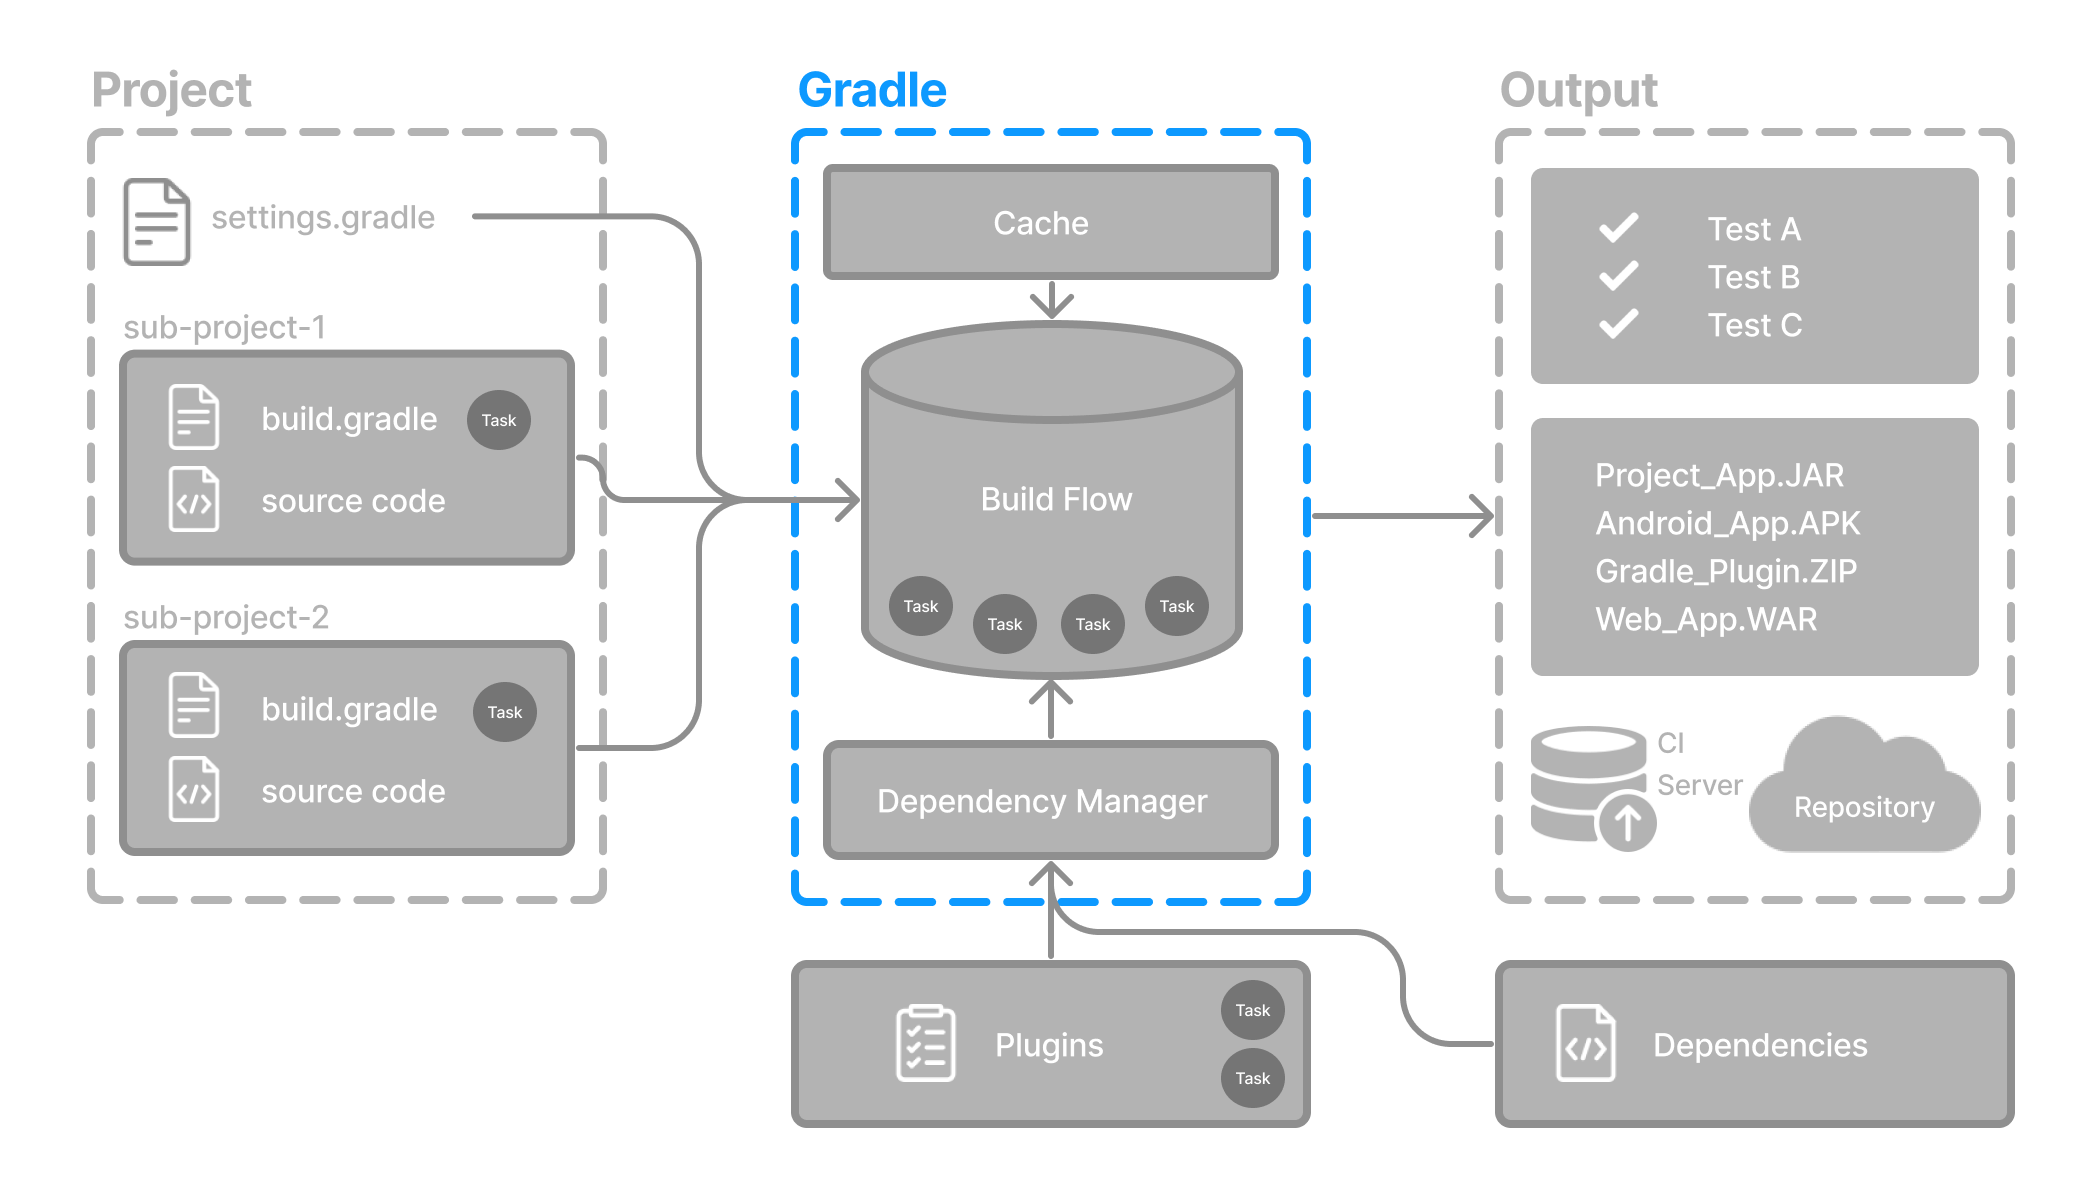 Project
settings.gradle
sub-project-1
build.gradle
Task
source code
sub-project-2
build.gradle
Task
source code
Gradle
Cache
Build Flow
Task
Task
Task
Task
Dependency Manager
Plugins
Task
Task
Output
Test A
Test B
Test C
Project_App.JAR
Android_App.APK
Gradle_Plugin.ZIP
Web_App.WAR
CI
Server
Repository
Dependencies